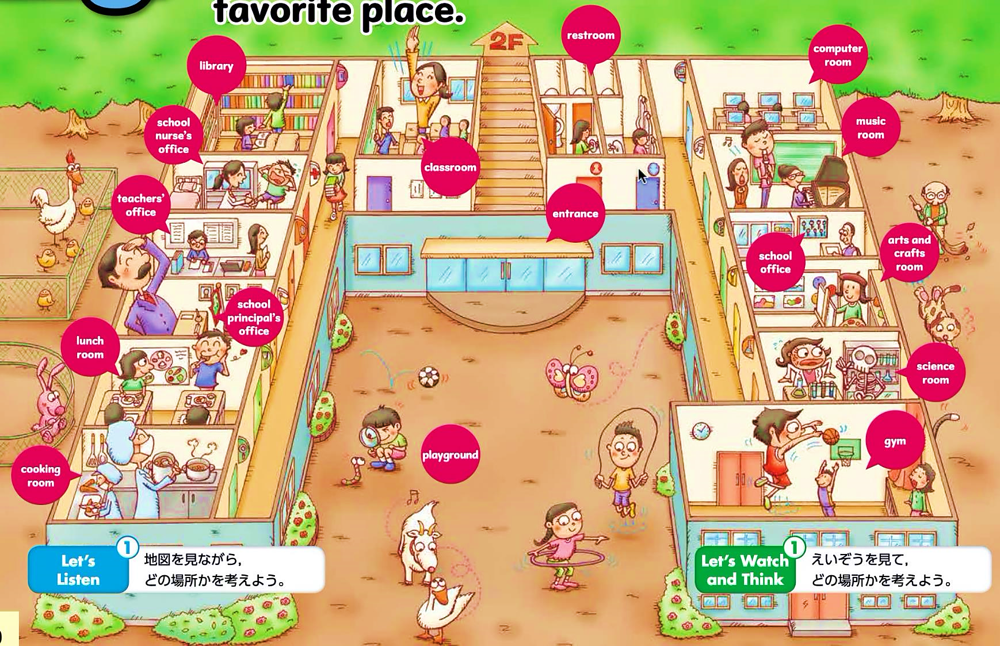 favorite place.
2F
restroom
library
computer
room
school
nurse's
office
music
room
classroom
teachers'
office
entrance
school
office
arts and
crafts
room
school
principal's
office
lunch
room
science
room
playground
gym
cooking
room
Let's
Listen
1
地図を見ながら,
どの場所かを考えよう。
Let's Watch
and Think
1
えいぞうを見て,
どの場所かを考えよう。